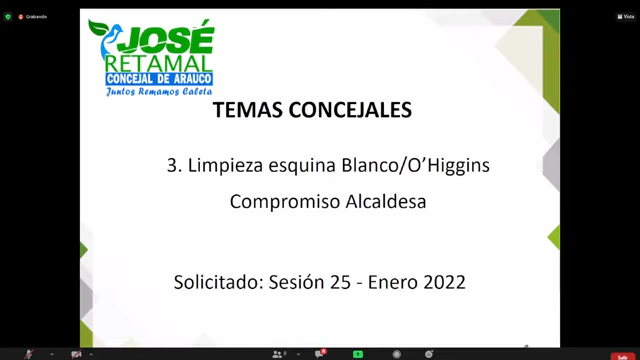 Grabando
Vista
JOSÉ
RETAMAL
CONCEJAL DE ARAUCO
Juntos Remamos Caleta
TEMAS CONCEJALES
3. Limpieza esquina Blanco/O’Higgins
Compromiso Alcaldesa
Solicitado: Sesión 25 - Enero 2022
Salir